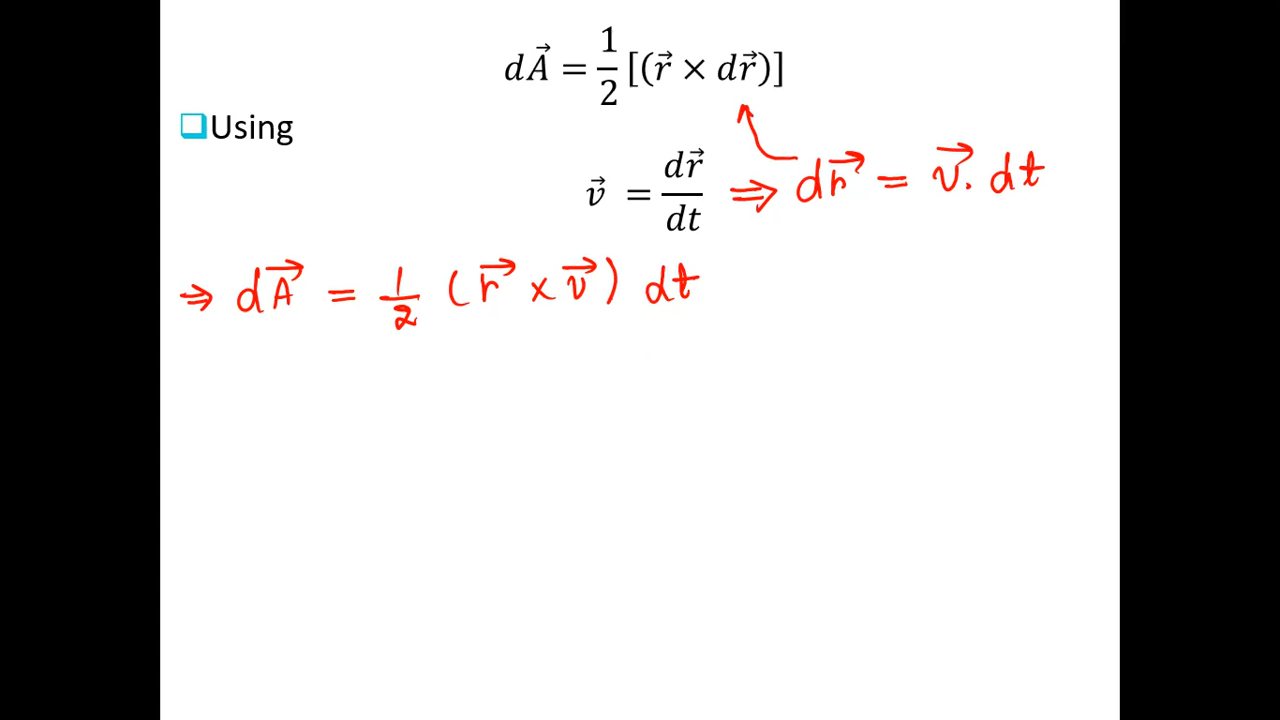 dA⃗ = 1/2 [(r⃗ × dr⃗)]
❑Using
v⃗ = dr⃗/dt ⇒ dr⃗ = v⃗. dt
⇒ dA⃗ = 1/2 (r⃗ × v⃗) dt